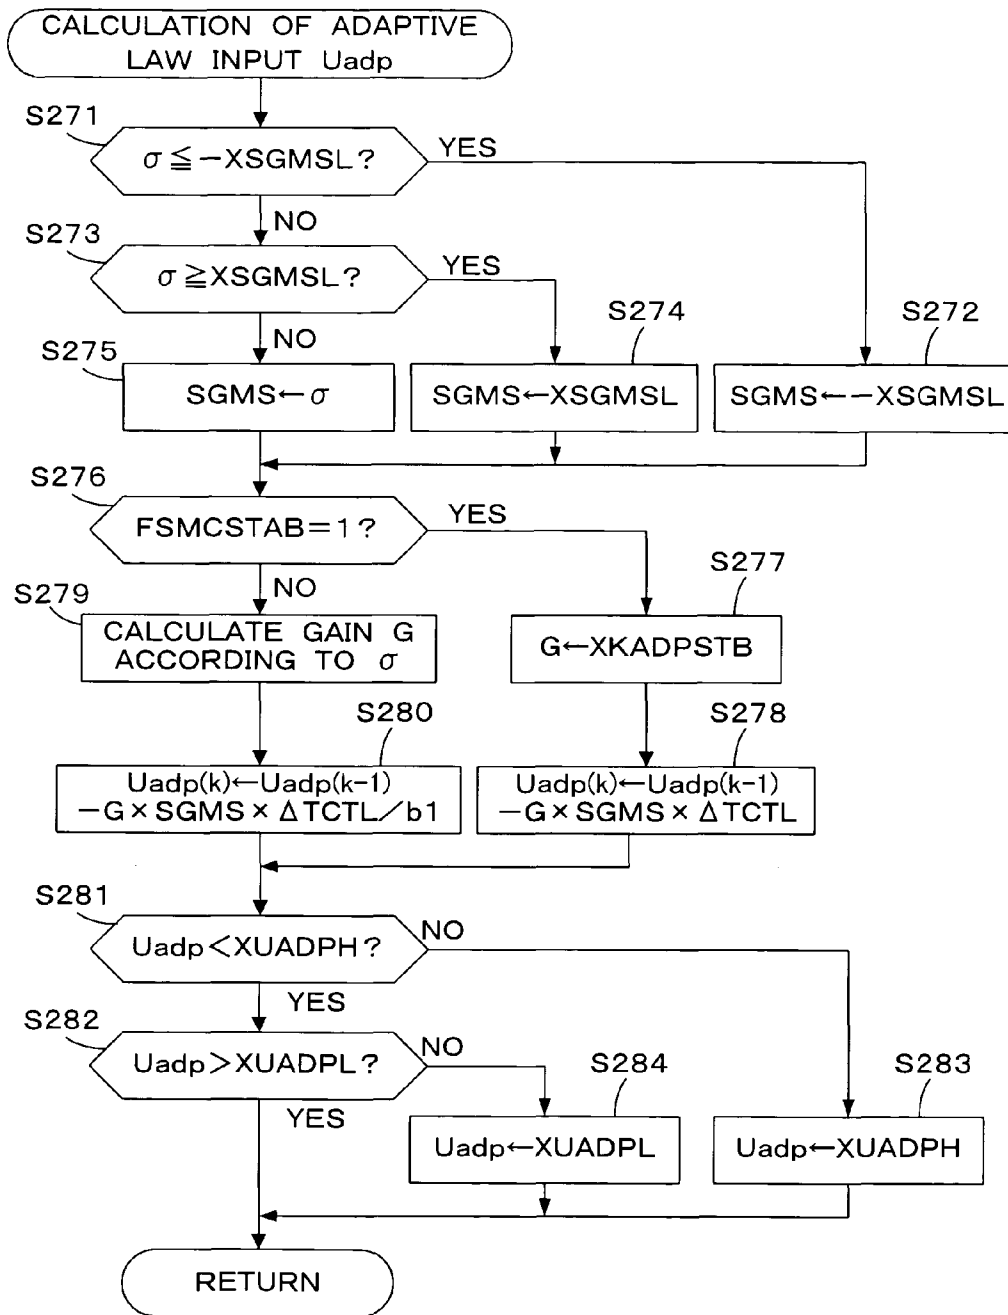 CALCULATION OF ADAPTIVE
LAW INPUT Uadp
S271
σ≦−XSGMSL?
YES
NO
S273
σ≧XSGMSL?
YES
NO
S274
S272
S275
SGMS←σ
SGMS←XSGMSL
SGMS←−XSGMSL
S276
FSMCSTAB=1?
YES
NO
S277
S279
CALCULATE GAIN G
ACCORDING TO σ
G←XKADPSTB
S280
S278
Uadp(k)←Uadp(k-1)
−G×SGMS×ΔTCTL/b1
Uadp(k)←Uadp(k-1)
−G×SGMS×ΔTCTL
S281
Uadp<XUADPH?
NO
YES
S282
Uadp>XUADPL?
NO
YES
S284
S283
Uadp←XUADPL
Uadp←XUADPH
RETURN